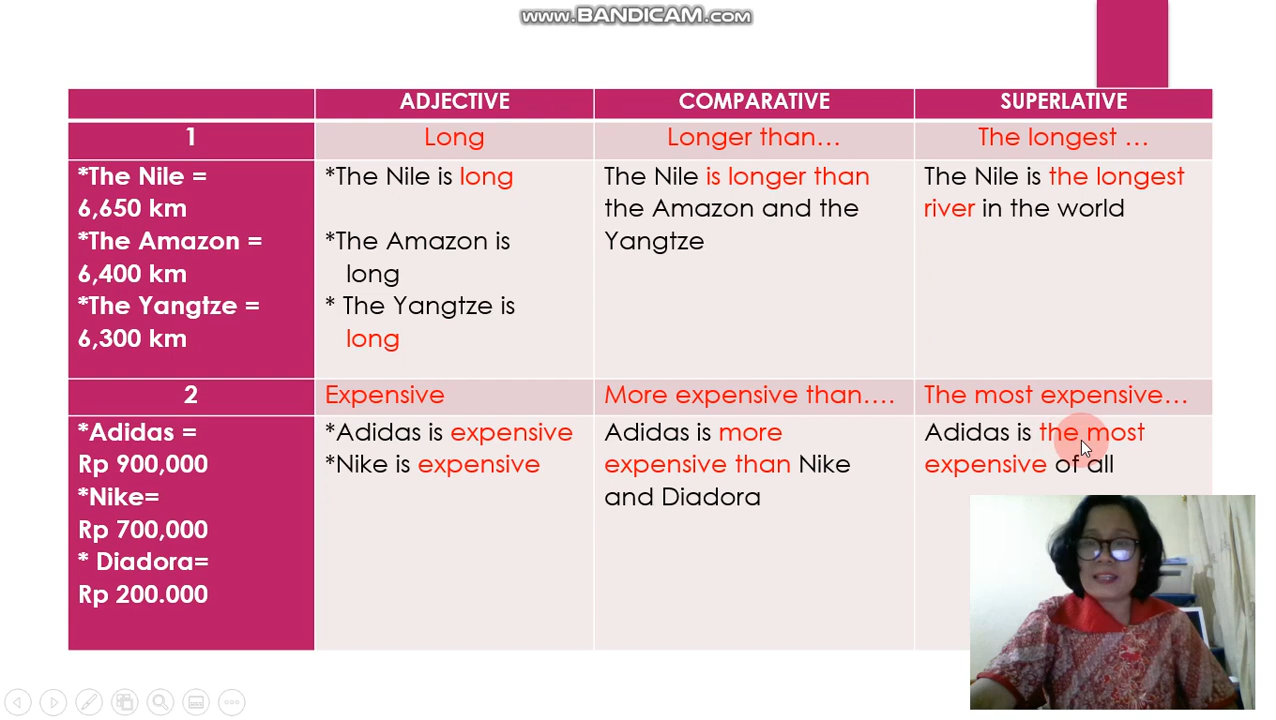 www.BANDICAM.com
ADJECTIVE COMPARATIVE SUPERLATIVE
1 Long Longer than… The longest …
*The Nile =
6,650 km
*The Amazon =
6,400 km
*The Yangtze =
6,300 km
*The Nile is long
*The Amazon is
long
* The Yangtze is
long
The Nile is longer than
the Amazon and the
Yangtze
The Nile is the longest
river in the world
2 Expensive More expensive than…. The most expensive…
*Adidas =
Rp 900,000
*Nike=
Rp 700,000
* Diadora=
Rp 200.000
*Adidas is expensive
*Nike is expensive
Adidas is more
expensive than Nike
and Diadora
Adidas is the most
expensive of all